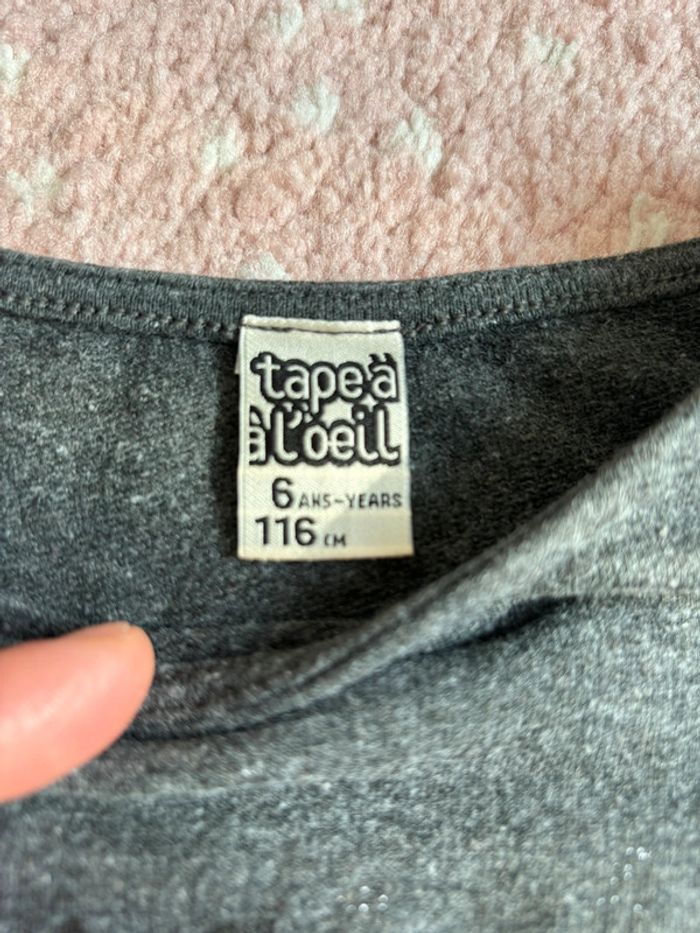 tape à
à l'oeil
6 ANS-YEARS
116 CM